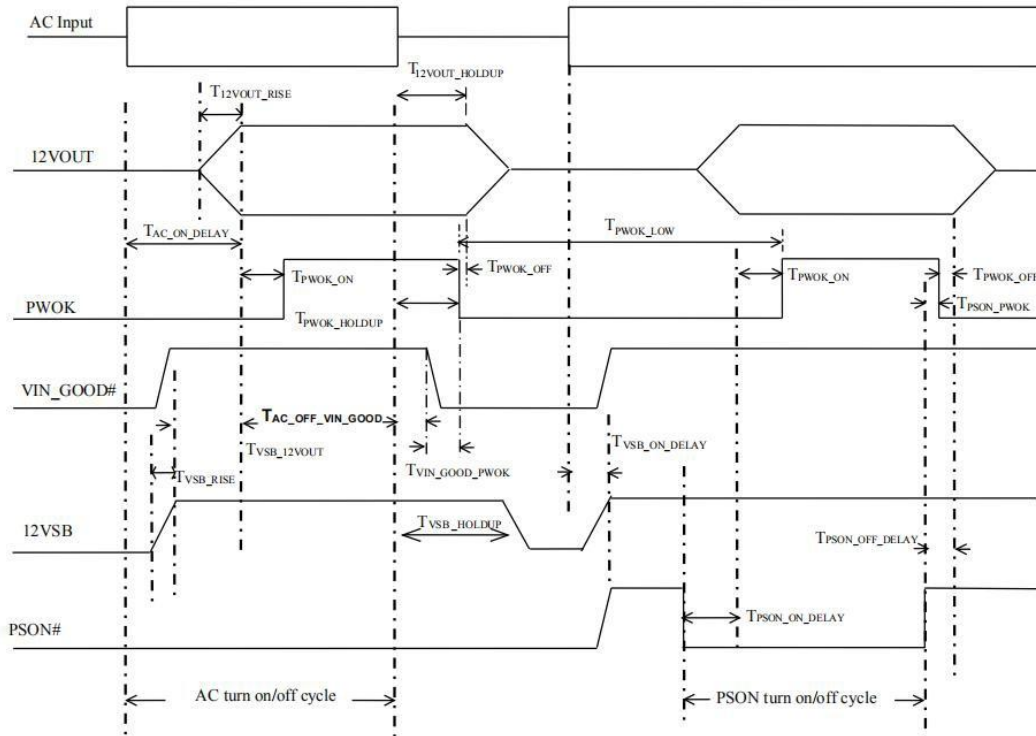 AC Input
T12VOUT_HOLDUP
T12VOUT_RISE
12VOUT
TAC_ON_DELAY
TPWOK_LOW
TPWOK_ON
TPWOK_OFF
TPWOK_ON
TPWOK_OFF
PWOK
TPWOK_HOLDUP
TPSON_PWOK
VIN_GOOD#
TAC_OFF_VIN_GOOD
TVSB_12VOUT
TVSB_ON_DELAY
TVSB_RISE
TVIN_GOOD_PWOK
12VSB
TVSB_HOLDUP
TPSON_OFF_DELAY
PSON#
TPSON_ON_DELAY
AC turn on/off cycle
PSON turn on/off cycle